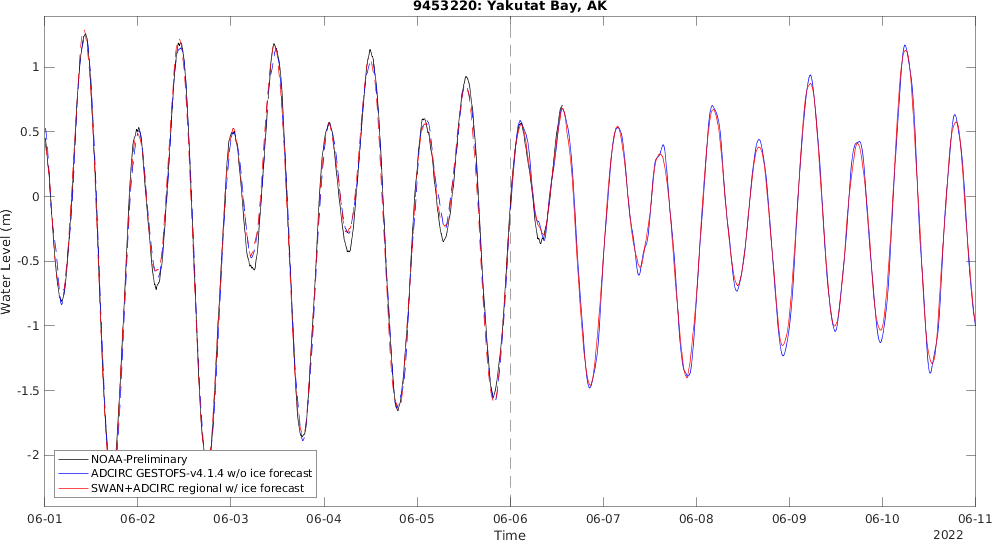 9453220: Yakutat Bay, AK
Water Level (m)
1
0.5
0
-0.5
-1
-1.5
-2
NOAA-Preliminary
ADCIRC GESTOFS-v4.1.4 w/o ice forecast
SWAN+ADCIRC regional w/ ice forecast
06-01 06-02 06-03 06-04 06-05 06-06 06-07 06-08 06-09 06-10 06-11
Time
2022